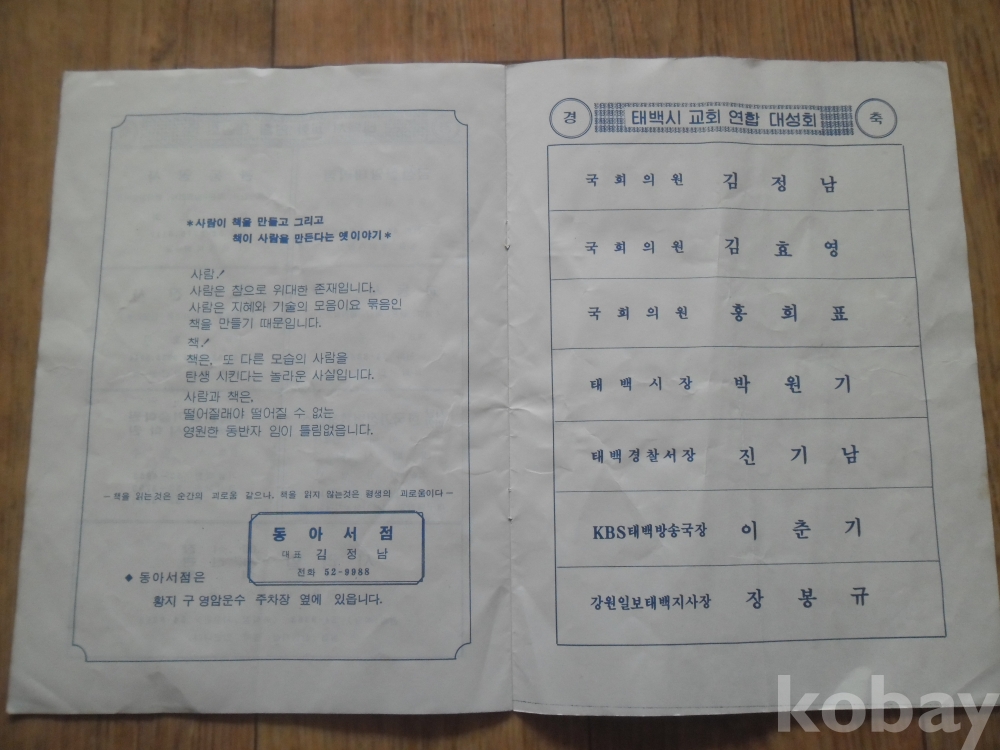 *사람이 책을 만들고 그리고
책이 사람을 만든다는 옛이야기*
사람!
사람은 참으로 위대한 존재입니다.
사람은 지혜와 기술의 모음이요 묶음인
책을 만들기 때문입니다.
책!
책은, 또 다른 모습의 사람을
탄생 시킨다는 놀라운 사실입니다.
사람과 책은,
떨어질래야 떨어질 수 없는
영원한 동반자 임이 틀림없읍니다.
-책을 읽는것은 순간의 괴로움 같으나, 책을 읽지 않는것은 평생의 괴로움이다-
동아서점
대표 김정남
전화 52-9988
◆ 동아서점은
황지 구 영암운수 주차장 옆에 있읍니다.
경 태백시 교회 연합 대성회 축
국회의원 김정남
국회의원 김효영
국회의원 홍희표
태백시장 박원기
태백경찰서장 진기남
KBS태백방송국장 이춘기
강원일보태백지사장 장봉규
kobay